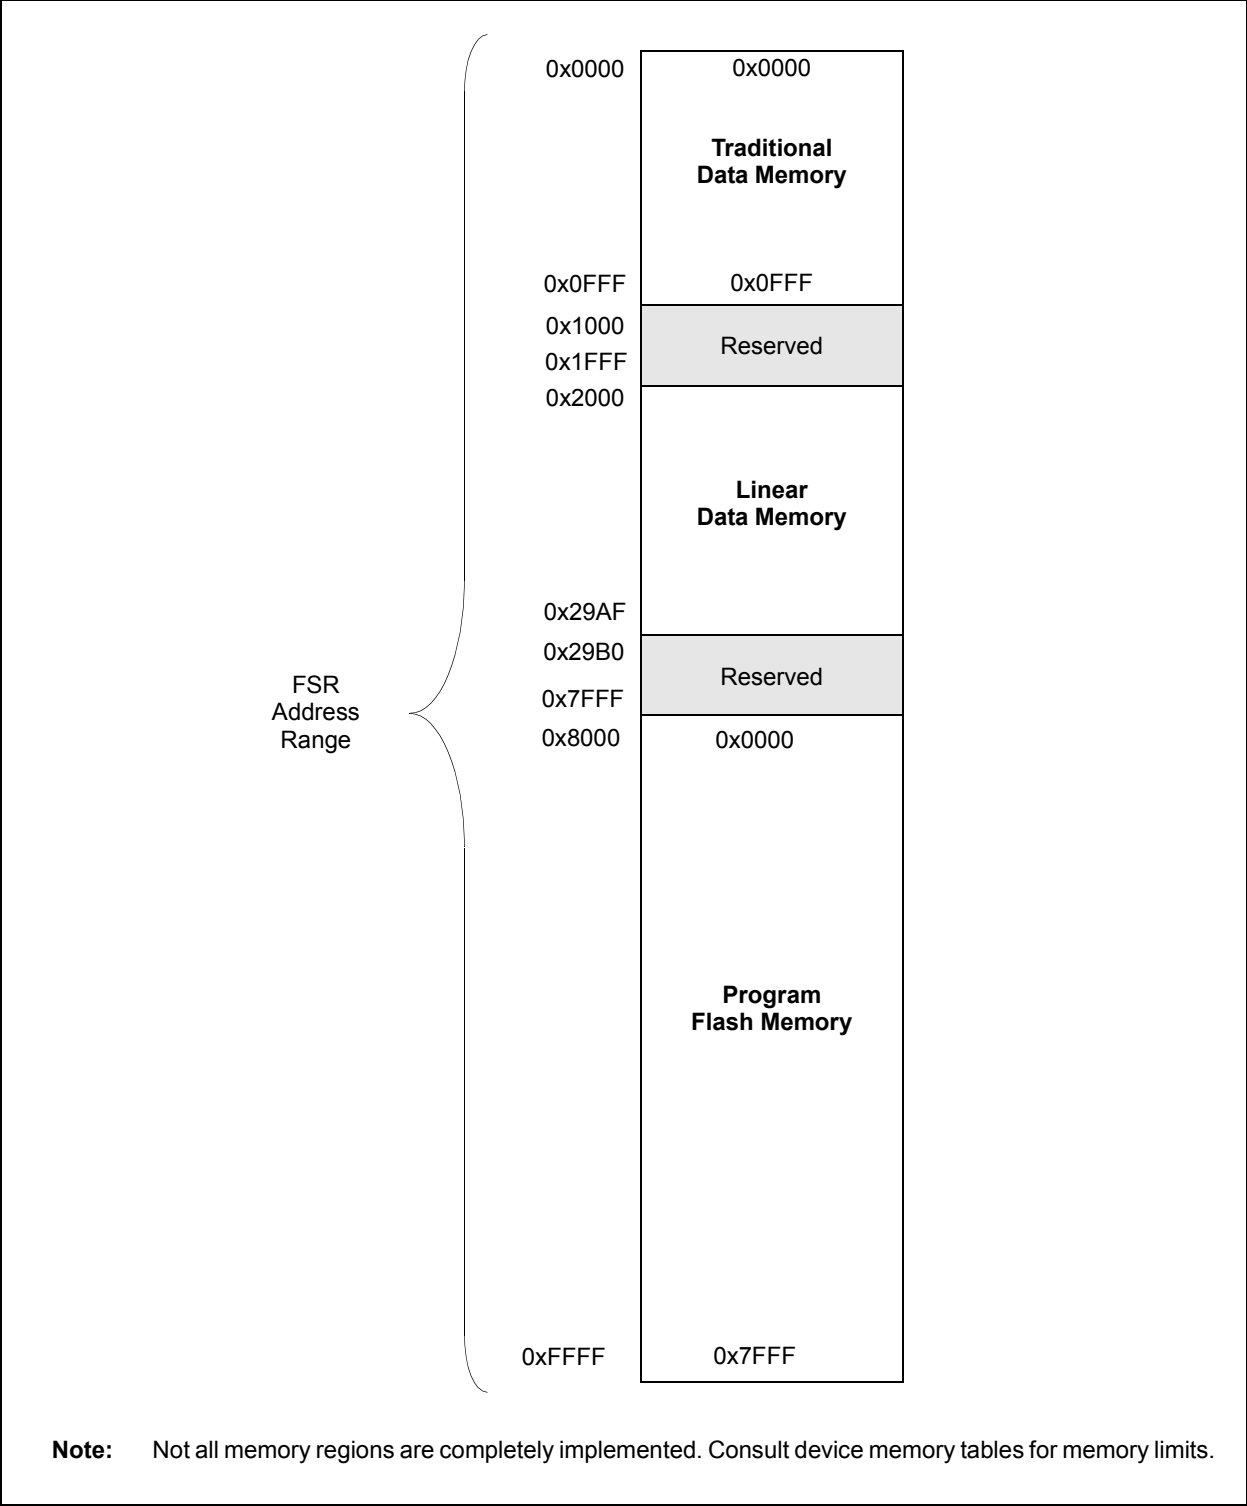 0x0000 0x0000
Traditional
Data Memory
0x0FFF 0x0FFF
0x1000
Reserved
0x1FFF
0x2000
Linear
Data Memory
0x29AF
0x29B0
Reserved
0x7FFF
FSR
Address
Range
0x8000 0x0000
Program
Flash Memory
0xFFFF 0x7FFF
Note: Not all memory regions are completely implemented. Consult device memory tables for memory limits.